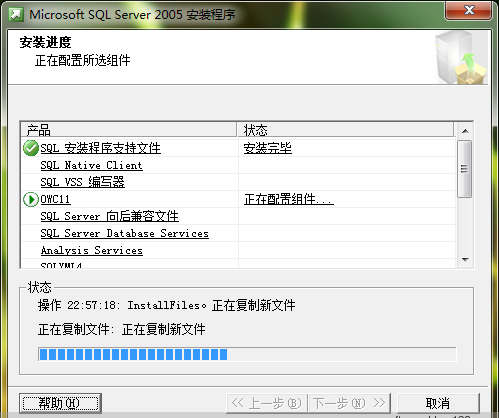 Microsoft SQL Server 2005 安装程序
安装进度
正在配置所选组件
产品 状态
SQL 安装程序支持文件 安装完毕
SQL Native Client
SQL VSS 编写器
OWC11 正在配置组件...
SQL Server 向后兼容文件
SQL Server Database Services
Analysis Services
SQLXML4
状态
操作 22:57:18: InstallFiles。正在复制新文件
正在复制文件: 正在复制新文件
帮助(H) << 上一步(B) 下一步(N) >> 取消